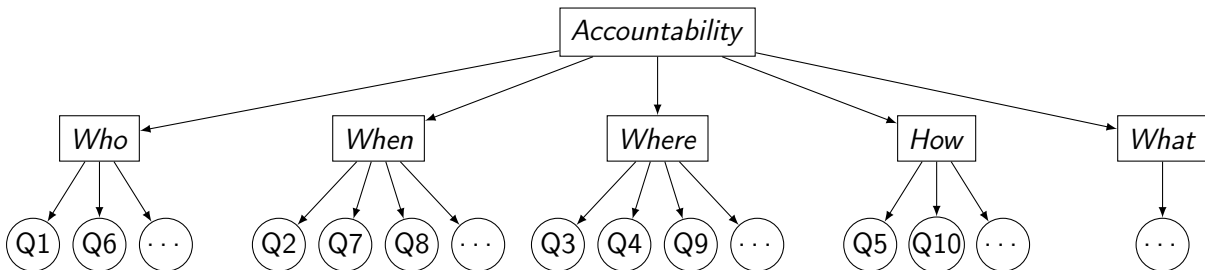 Accountability
Who When Where How What
Q1 Q6 ... Q2 Q7 Q8 ... Q3 Q4 Q9 ... Q5 Q10 ... ...